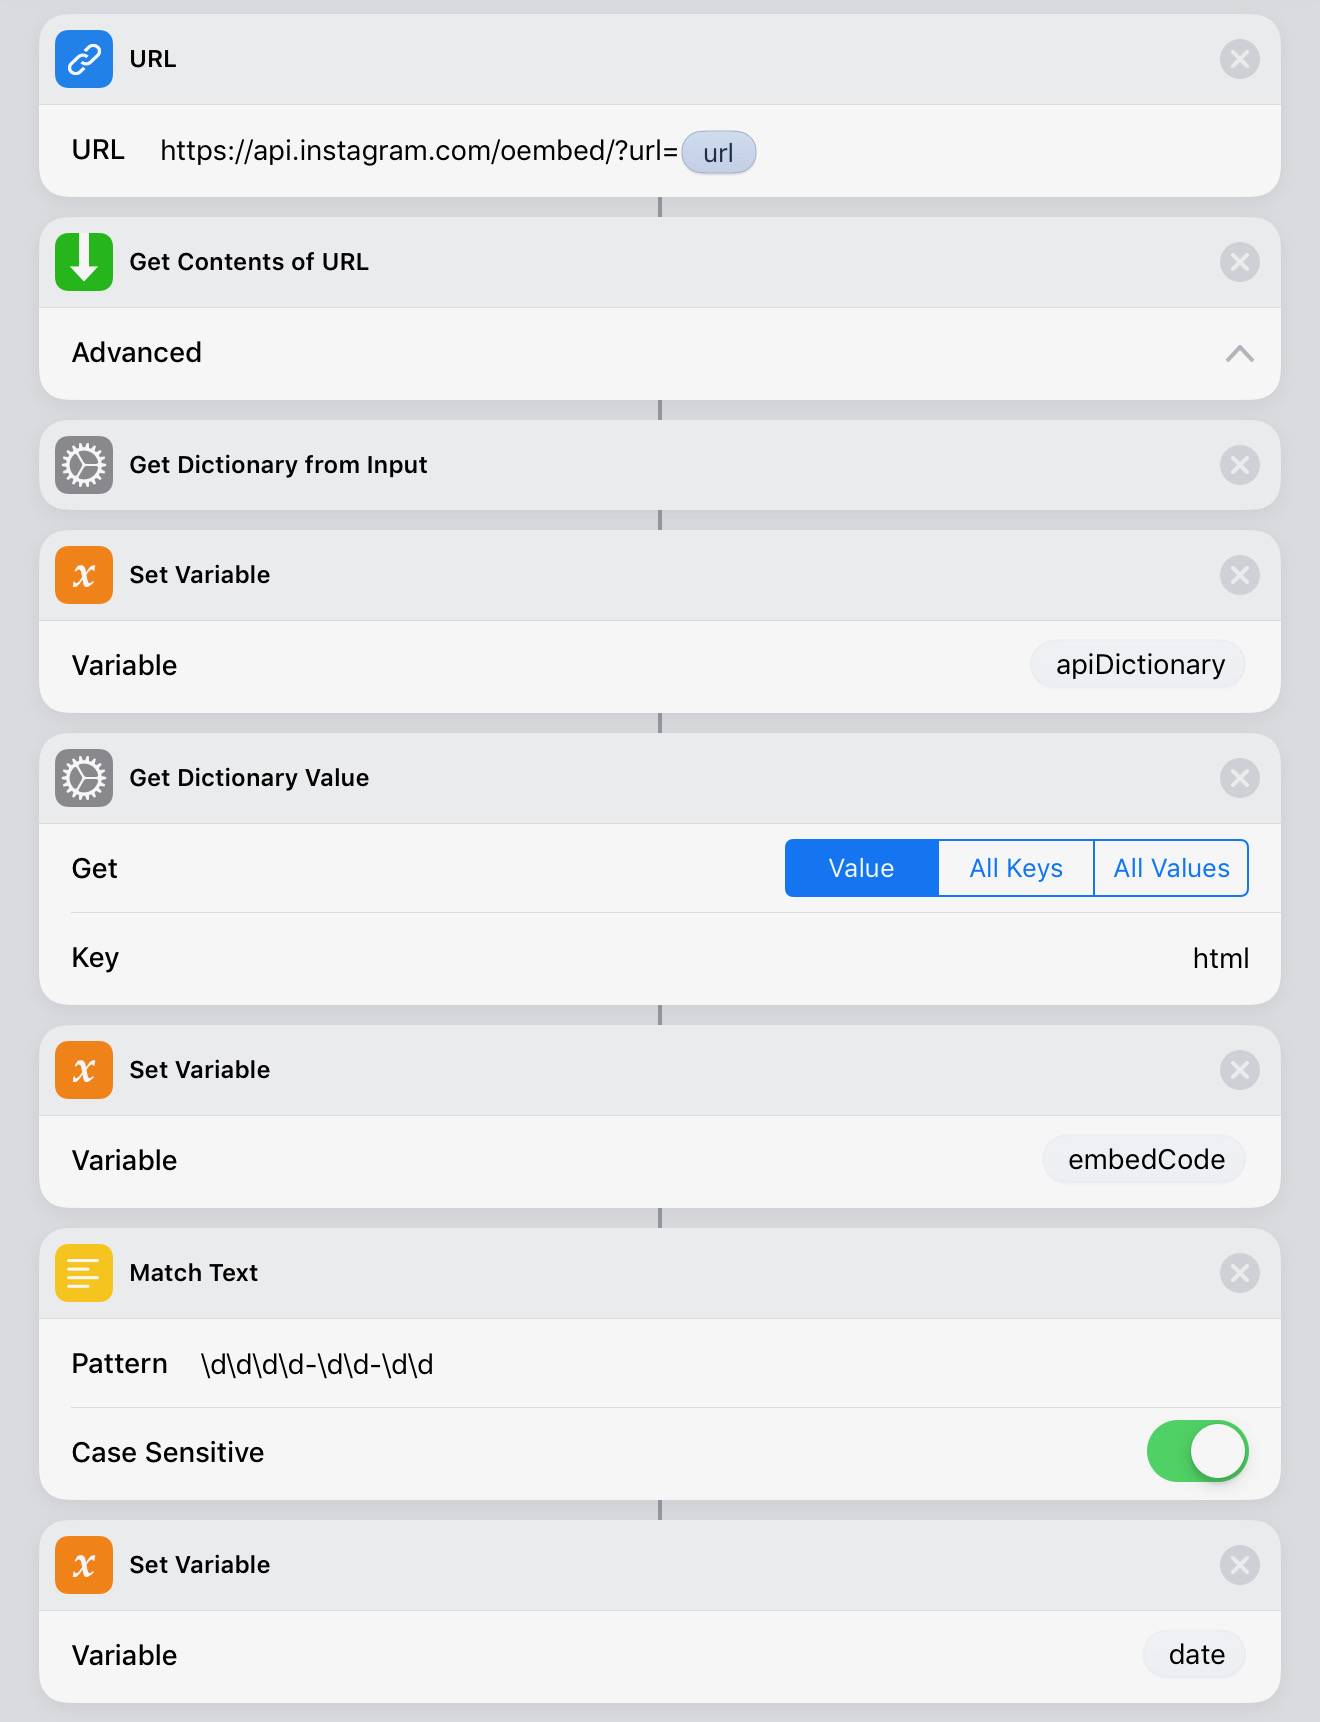 URL
URL https://api.instagram.com/oembed/?url= url
Get Contents of URL
Advanced
Get Dictionary from Input
x Set Variable
Variable apiDictionary
Get Dictionary Value
Get Value All Keys All Values
Key html
x Set Variable
Variable embedCode
Match Text
Pattern \d\d\d\d-\d\d-\d\d
Case Sensitive
x Set Variable
Variable date